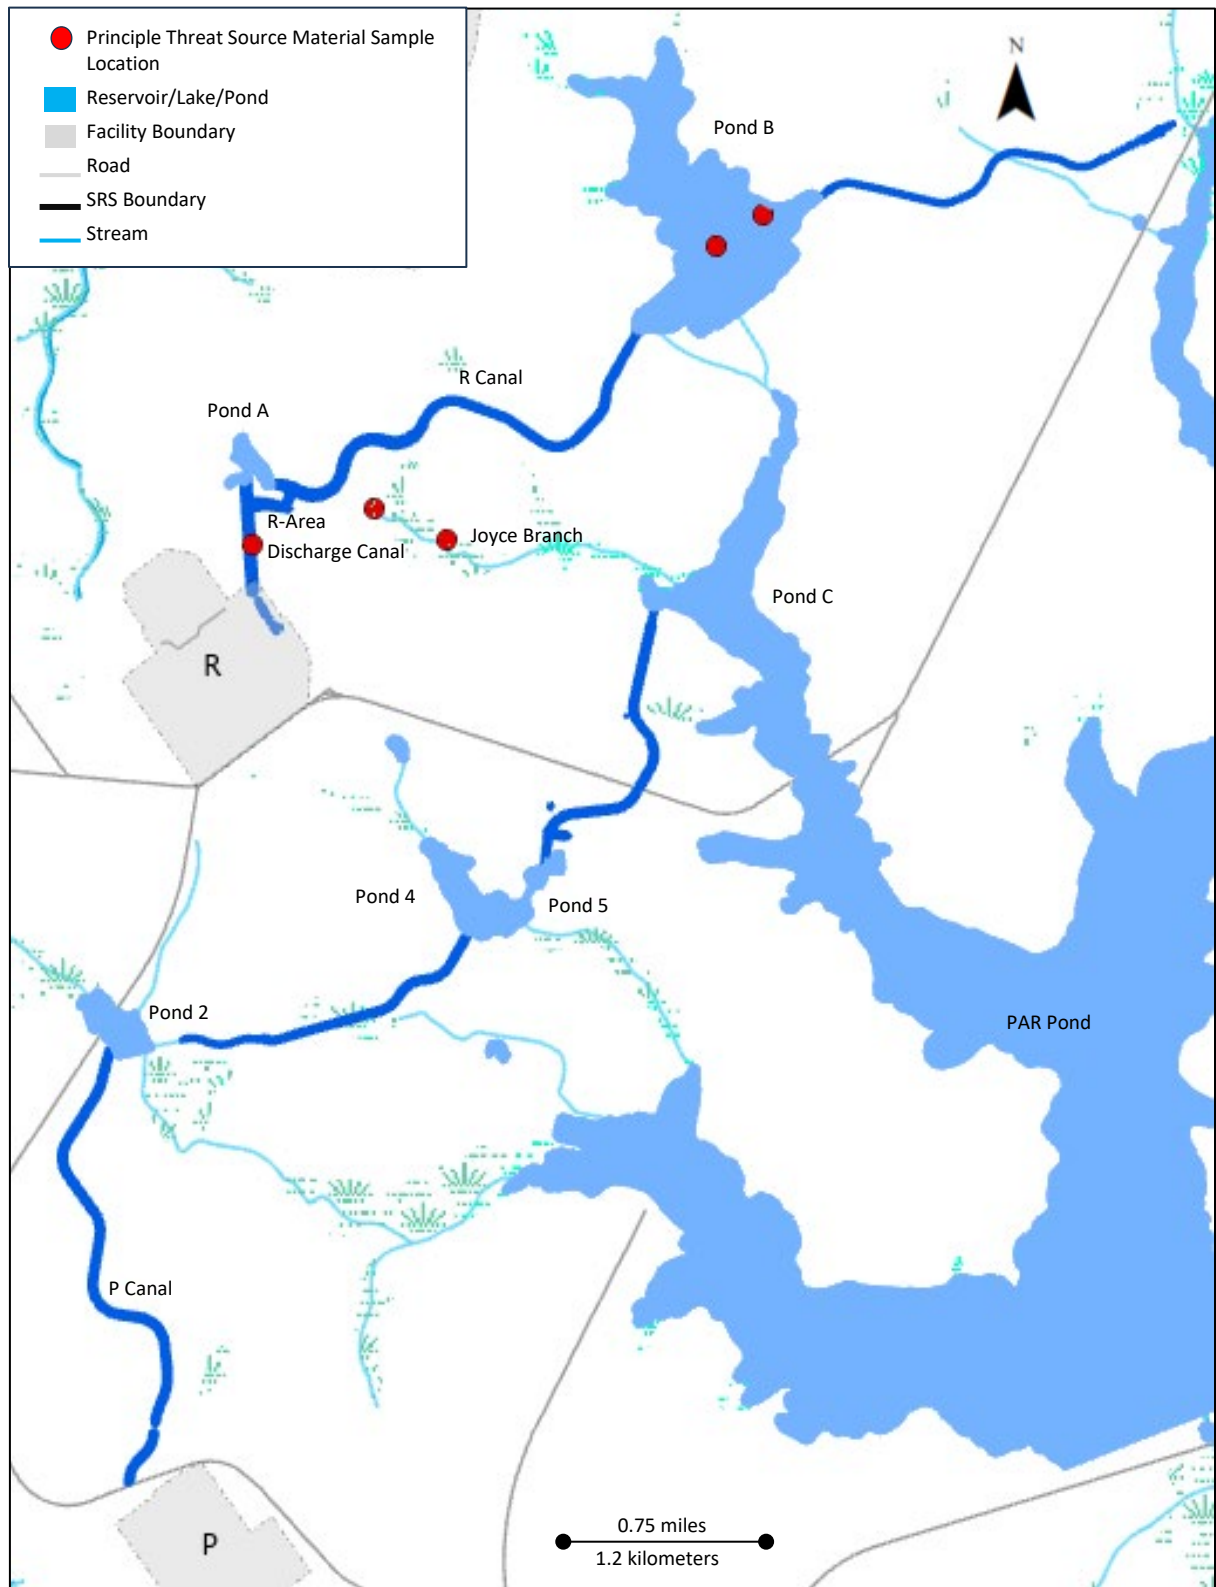 Principle Threat Source Material Sample
Location
Reservoir/Lake/Pond
Facility Boundary
Road
SRS Boundary
Stream
N
Pond B
R Canal
Pond A
R-Area
Discharge Canal
Joyce Branch
Pond C
R
Pond 4
Pond 5
Pond 2
PAR Pond
P Canal
P
0.75 miles
1.2 kilometers